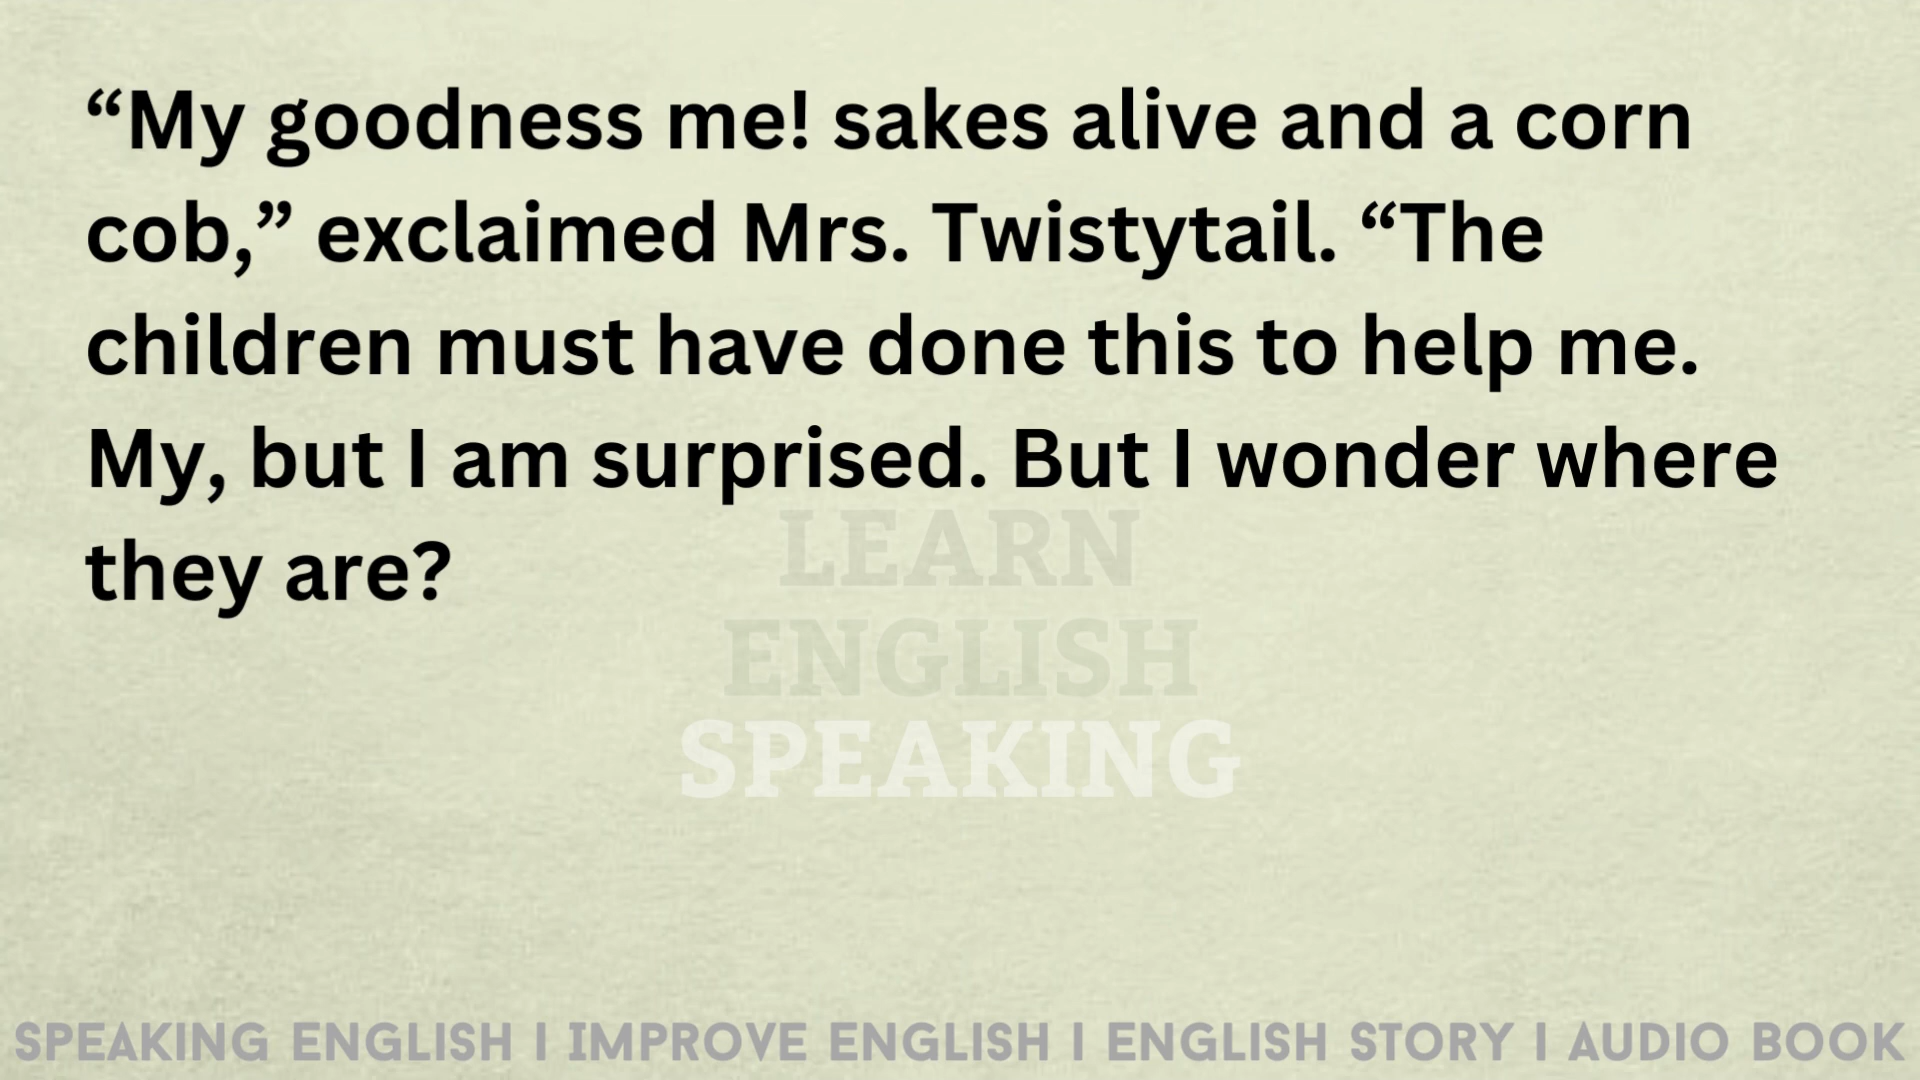 “My goodness me! sakes alive and a corn
cob,” exclaimed Mrs. Twistytail. “The
children must have done this to help me.
My, but I am surprised. But I wonder where
they are?
LEARN
ENGLISH
SPEAKING
SPEAKING ENGLISH I IMPROVE ENGLISH I ENGLISH STORY I AUDIO BOOK